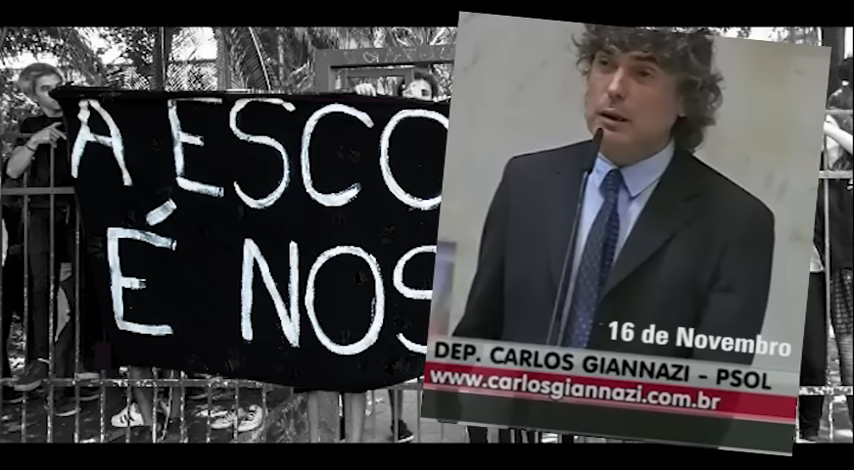 A ESCO
É NOS
16 de Novembro
DEP. CARLOS GIANNAZI - PSOL
www.carlosgiannazi.com.br